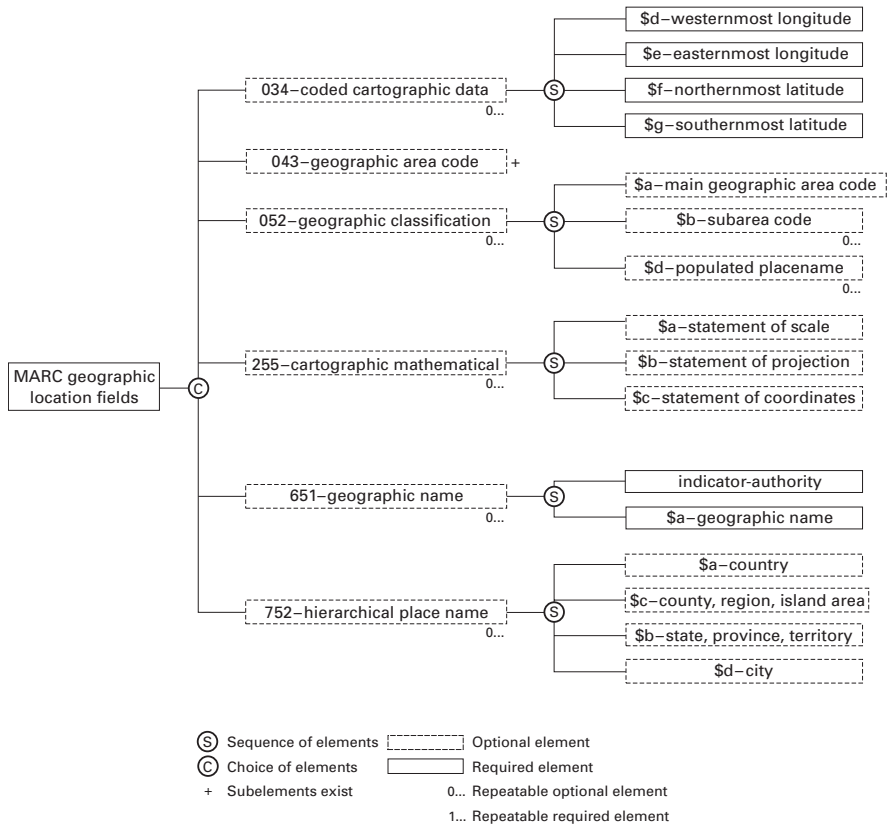 $d–westernmost longitude
$e–easternmost longitude
034–coded cartographic data
S
$f–northernmost latitude
0...
$g–southernmost latitude
043–geographic area code +
$a–main geographic area code
052–geographic classification
S
$b–subarea code
0...
0...
$d–populated placename
0...
$a–statement of scale
255–cartographic mathematical
S
$b–statement of projection
0...
$c–statement of coordinates
MARC geographic
location fields
C
indicator-authority
651–geographic name
S
0...
$a–geographic name
$a–country
$c–county, region, island area
752–hierarchical place name
S
0...
$b–state, province, territory
$d–city
S Sequence of elements
Optional element
C Choice of elements
Required element
+ Subelements exist
0... Repeatable optional element
1... Repeatable required element